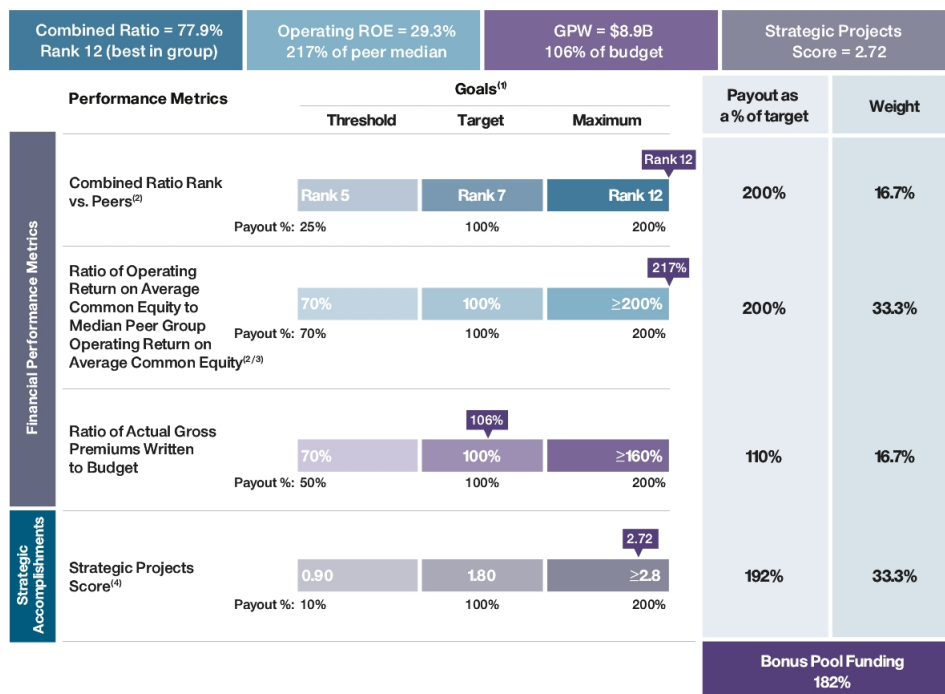 Combined Ratio = 77.9%
Rank 12 (best in group)
Operating ROE = 29.3%
217% of peer median
GPW = $8.9B
106% of budget
Strategic Projects
Score = 2.72
Performance Metrics
Goals(1)
Threshold
Target
Maximum
Payout as
a % of target
Weight
Financial Performance Metrics
Combined Ratio Rank
vs. Peers(2)
Rank 12
Rank 5
Rank 7
Rank 12
Payout %: 25%
100%
200%
200%
16.7%
Ratio of Operating
Return on Average
Common Equity to
Median Peer Group
Operating Return on
Average Common Equity(2/3)
217%
70%
100%
≥200%
Payout %: 70%
100%
200%
200%
33.3%
Ratio of Actual Gross
Premiums Written
to Budget
106%
70%
100%
≥160%
Payout %: 50%
100%
200%
110%
16.7%
Strategic
Accomplishments
Strategic Projects
Score(4)
2.72
0.90
1.80
≥2.8
Payout %: 10%
100%
200%
192%
33.3%
Bonus Pool Funding
182%